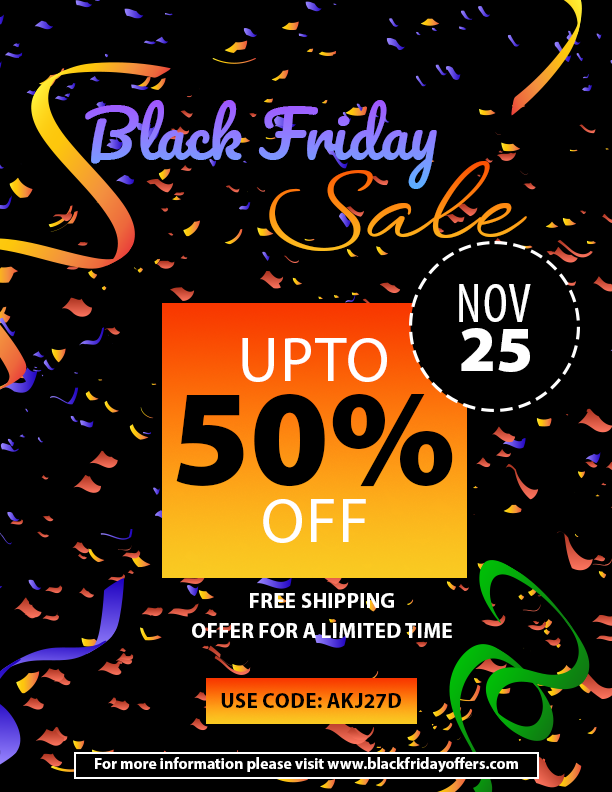 Black Friday
Sale
NOV
25
UPTO
50%
OFF
FREE SHIPPING
OFFER FOR A LIMITED TIME
USE CODE: AKJ27D
For more information please visit www.blackfridayoffers.com